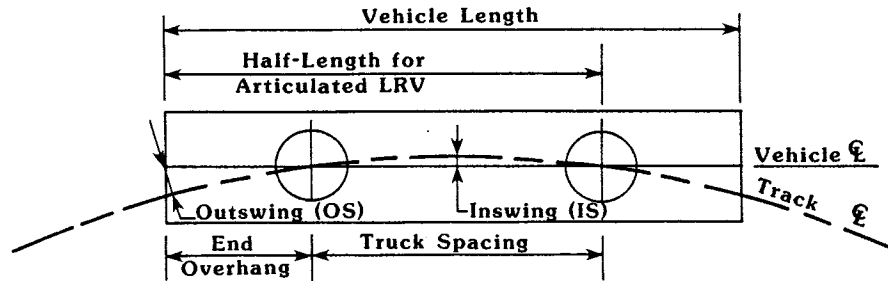 Vehicle Length
Half-Length for
Articulated LRV
Vehicle ℄
Track ℄
Outswing (OS)
Inswing (IS)
End
Overhang
Truck Spacing